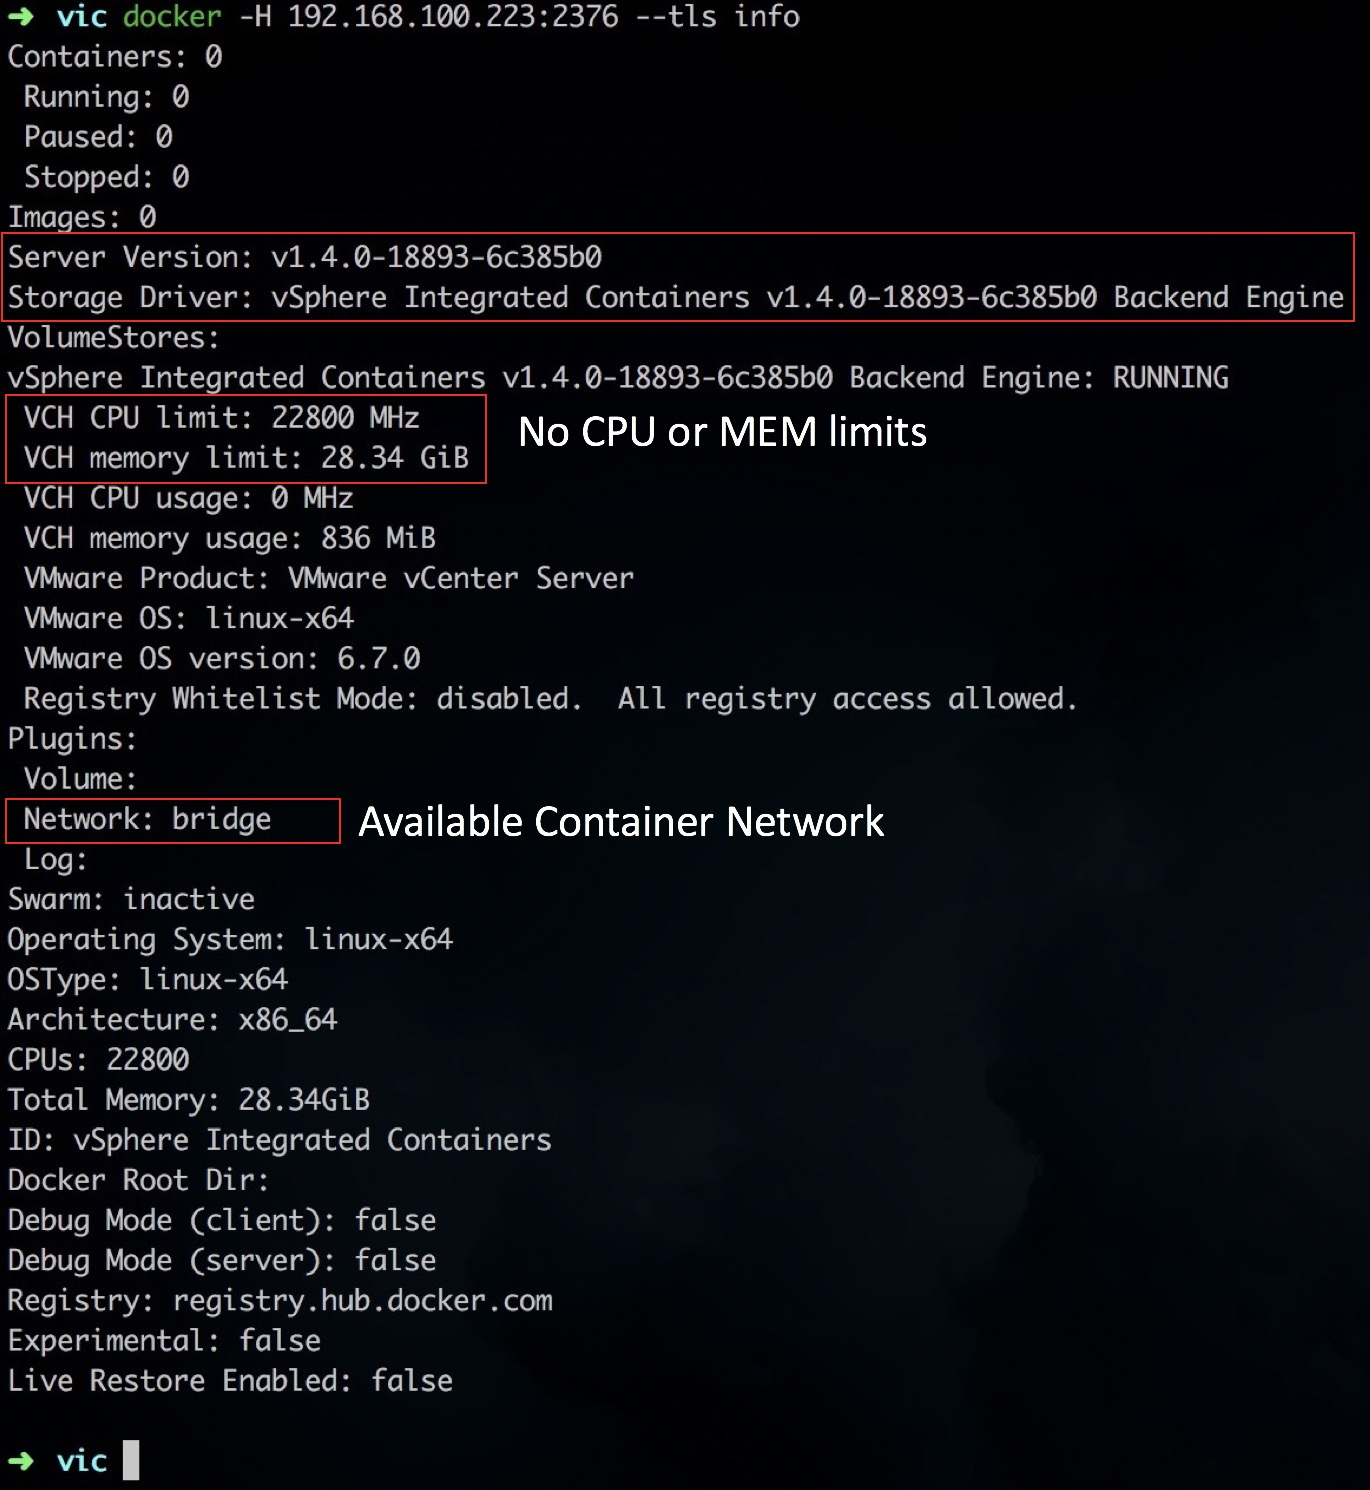 ➜ vic docker -H 192.168.100.223:2376 --tls info
Containers: 0
Running: 0
Paused: 0
Stopped: 0
Images: 0
Server Version: v1.4.0-18893-6c385b0
Storage Driver: vSphere Integrated Containers v1.4.0-18893-6c385b0 Backend Engine
VolumeStores:
vSphere Integrated Containers v1.4.0-18893-6c385b0 Backend Engine: RUNNING
VCH CPU limit: 22800 MHz
VCH memory limit: 28.34 GiB
No CPU or MEM limits
VCH CPU usage: 0 MHz
VCH memory usage: 836 MiB
VMware Product: VMware vCenter Server
VMware OS: linux-x64
VMware OS version: 6.7.0
Registry Whitelist Mode: disabled.  All registry access allowed.
Plugins:
Volume:
Network: bridge
Available Container Network
Log:
Swarm: inactive
Operating System: linux-x64
OSType: linux-x64
Architecture: x86_64
CPUs: 22800
Total Memory: 28.34GiB
ID: vSphere Integrated Containers
Docker Root Dir:
Debug Mode (client): false
Debug Mode (server): false
Registry: registry.hub.docker.com
Experimental: false
Live Restore Enabled: false
➜ vic